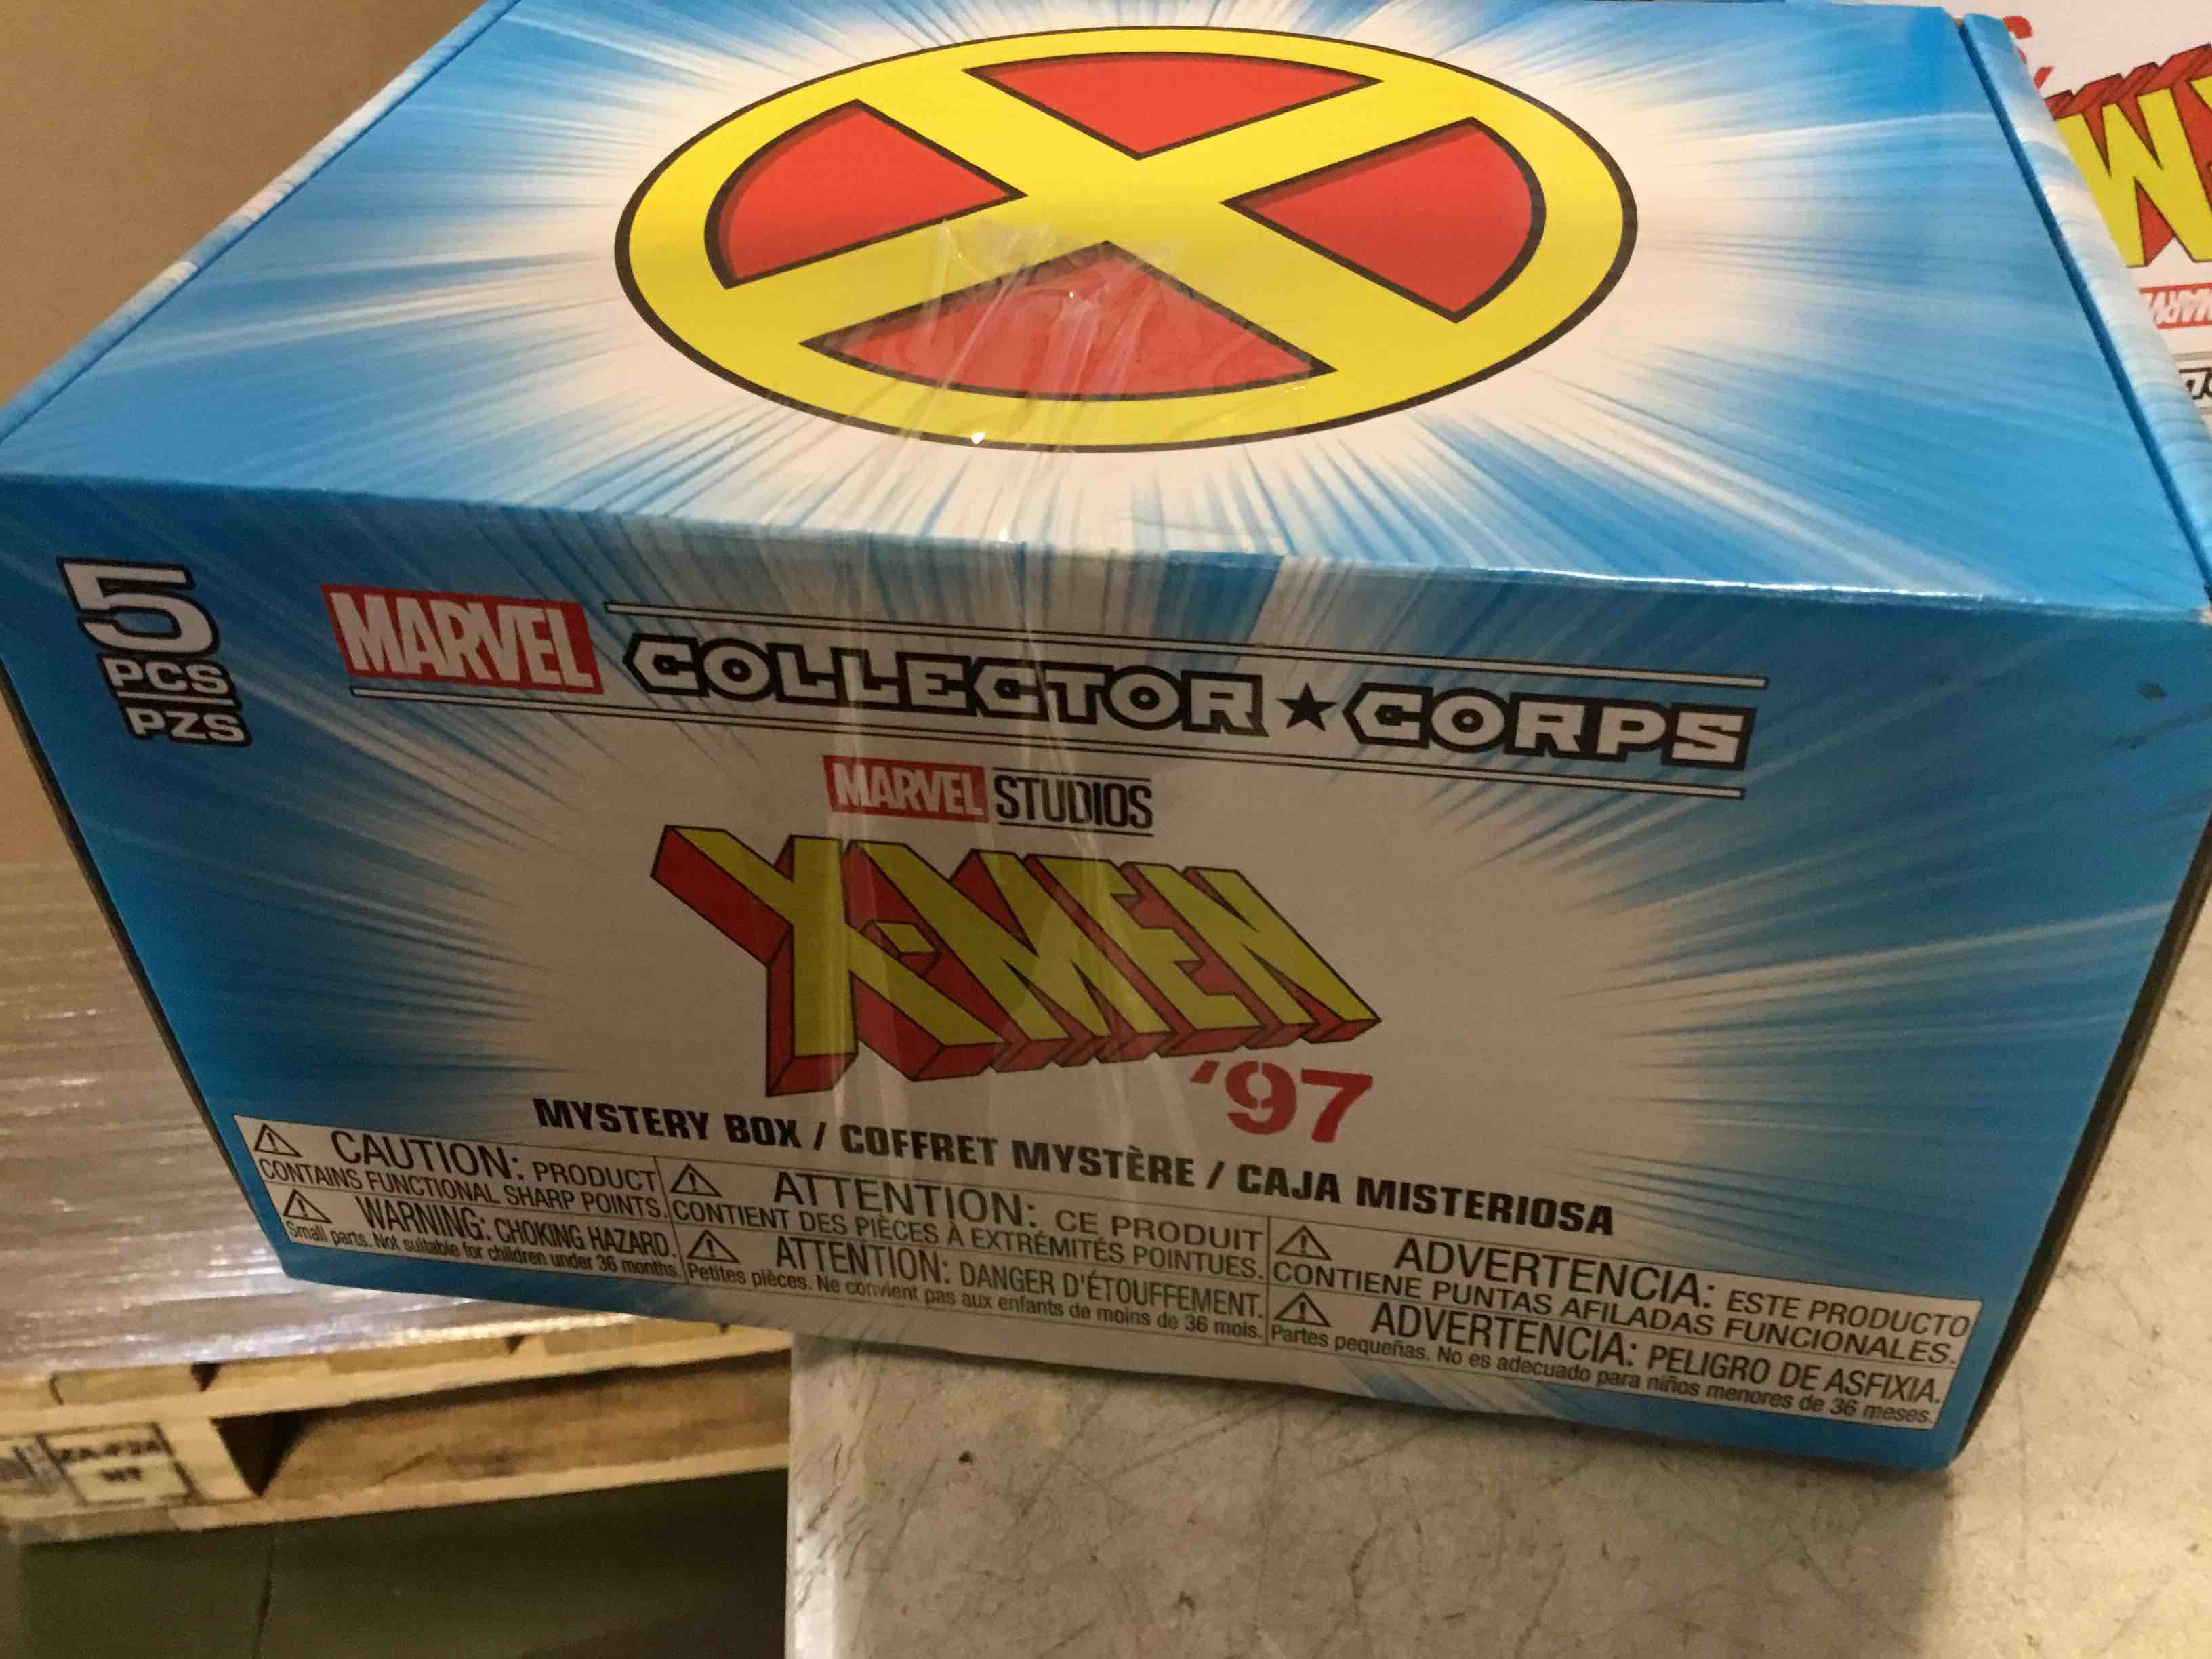 5
PCS
PZS
MARVEL COLLECTOR★CORPS
MARVEL STUDIOS
X-MEN
'97
MYSTERY BOX / COFFRET MYSTÈRE / CAJA MISTERIOSA
⚠ CAUTION: PRODUCT
CONTAINS FUNCTIONAL SHARP POINTS.
⚠ WARNING: CHOKING HAZARD.
Small parts. Not suitable for children under 36 months.
⚠ ATTENTION: CE PRODUIT
CONTIENT DES PIÈCES À EXTRÉMITÉS POINTUES.
⚠ ATTENTION: DANGER D'ÉTOUFFEMENT.
Petites pièces. Ne convient pas aux enfants de moins de 36 mois.
⚠ ADVERTENCIA: ESTE PRODUCTO
CONTIENE PUNTAS AFILADAS FUNCIONALES.
⚠ ADVERTENCIA: PELIGRO DE ASFIXIA.
Partes pequeñas. No es adecuado para niños menores de 36 meses.